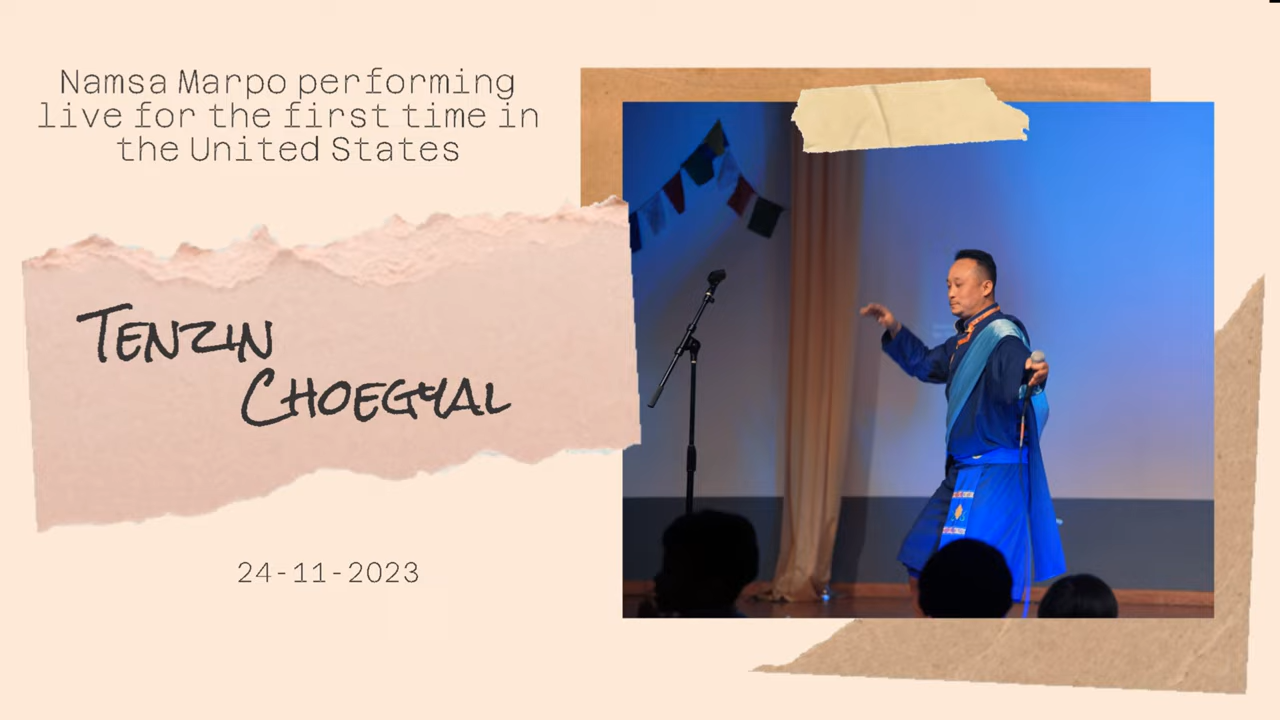 Namsa Marpo performing
live for the first time in
the United States
Tenzin
Choegyal
24-11-2023